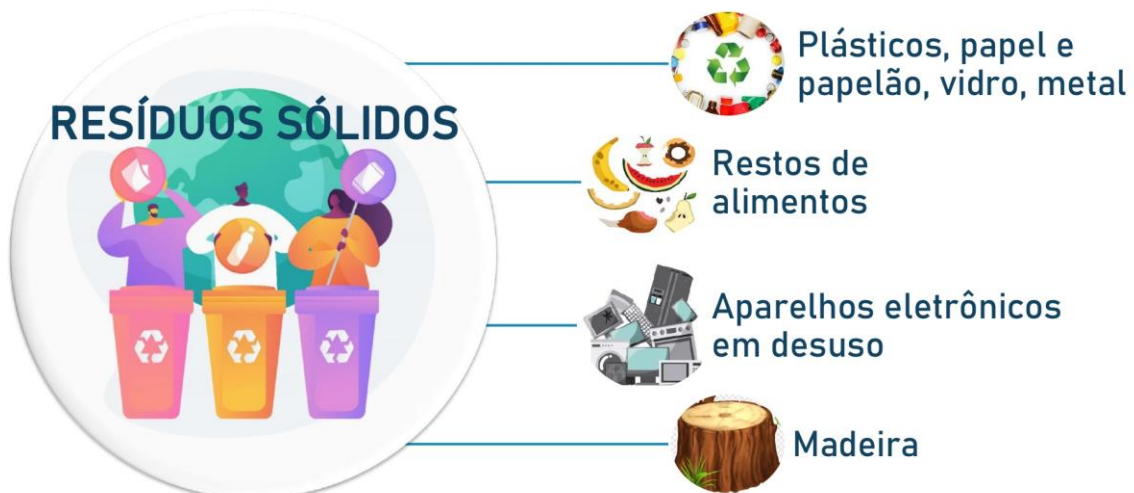 RESÍDUOS SÓLIDOS
Plásticos, papel e
papelão, vidro, metal
Restos de
alimentos
Aparelhos eletrônicos
em desuso
Madeira